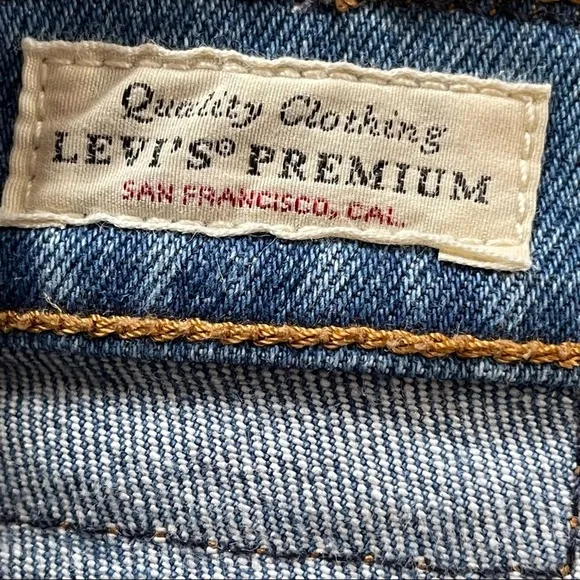 Quality Clothing
LEVI'S® PREMIUM
SAN FRANCISCO, CAL.